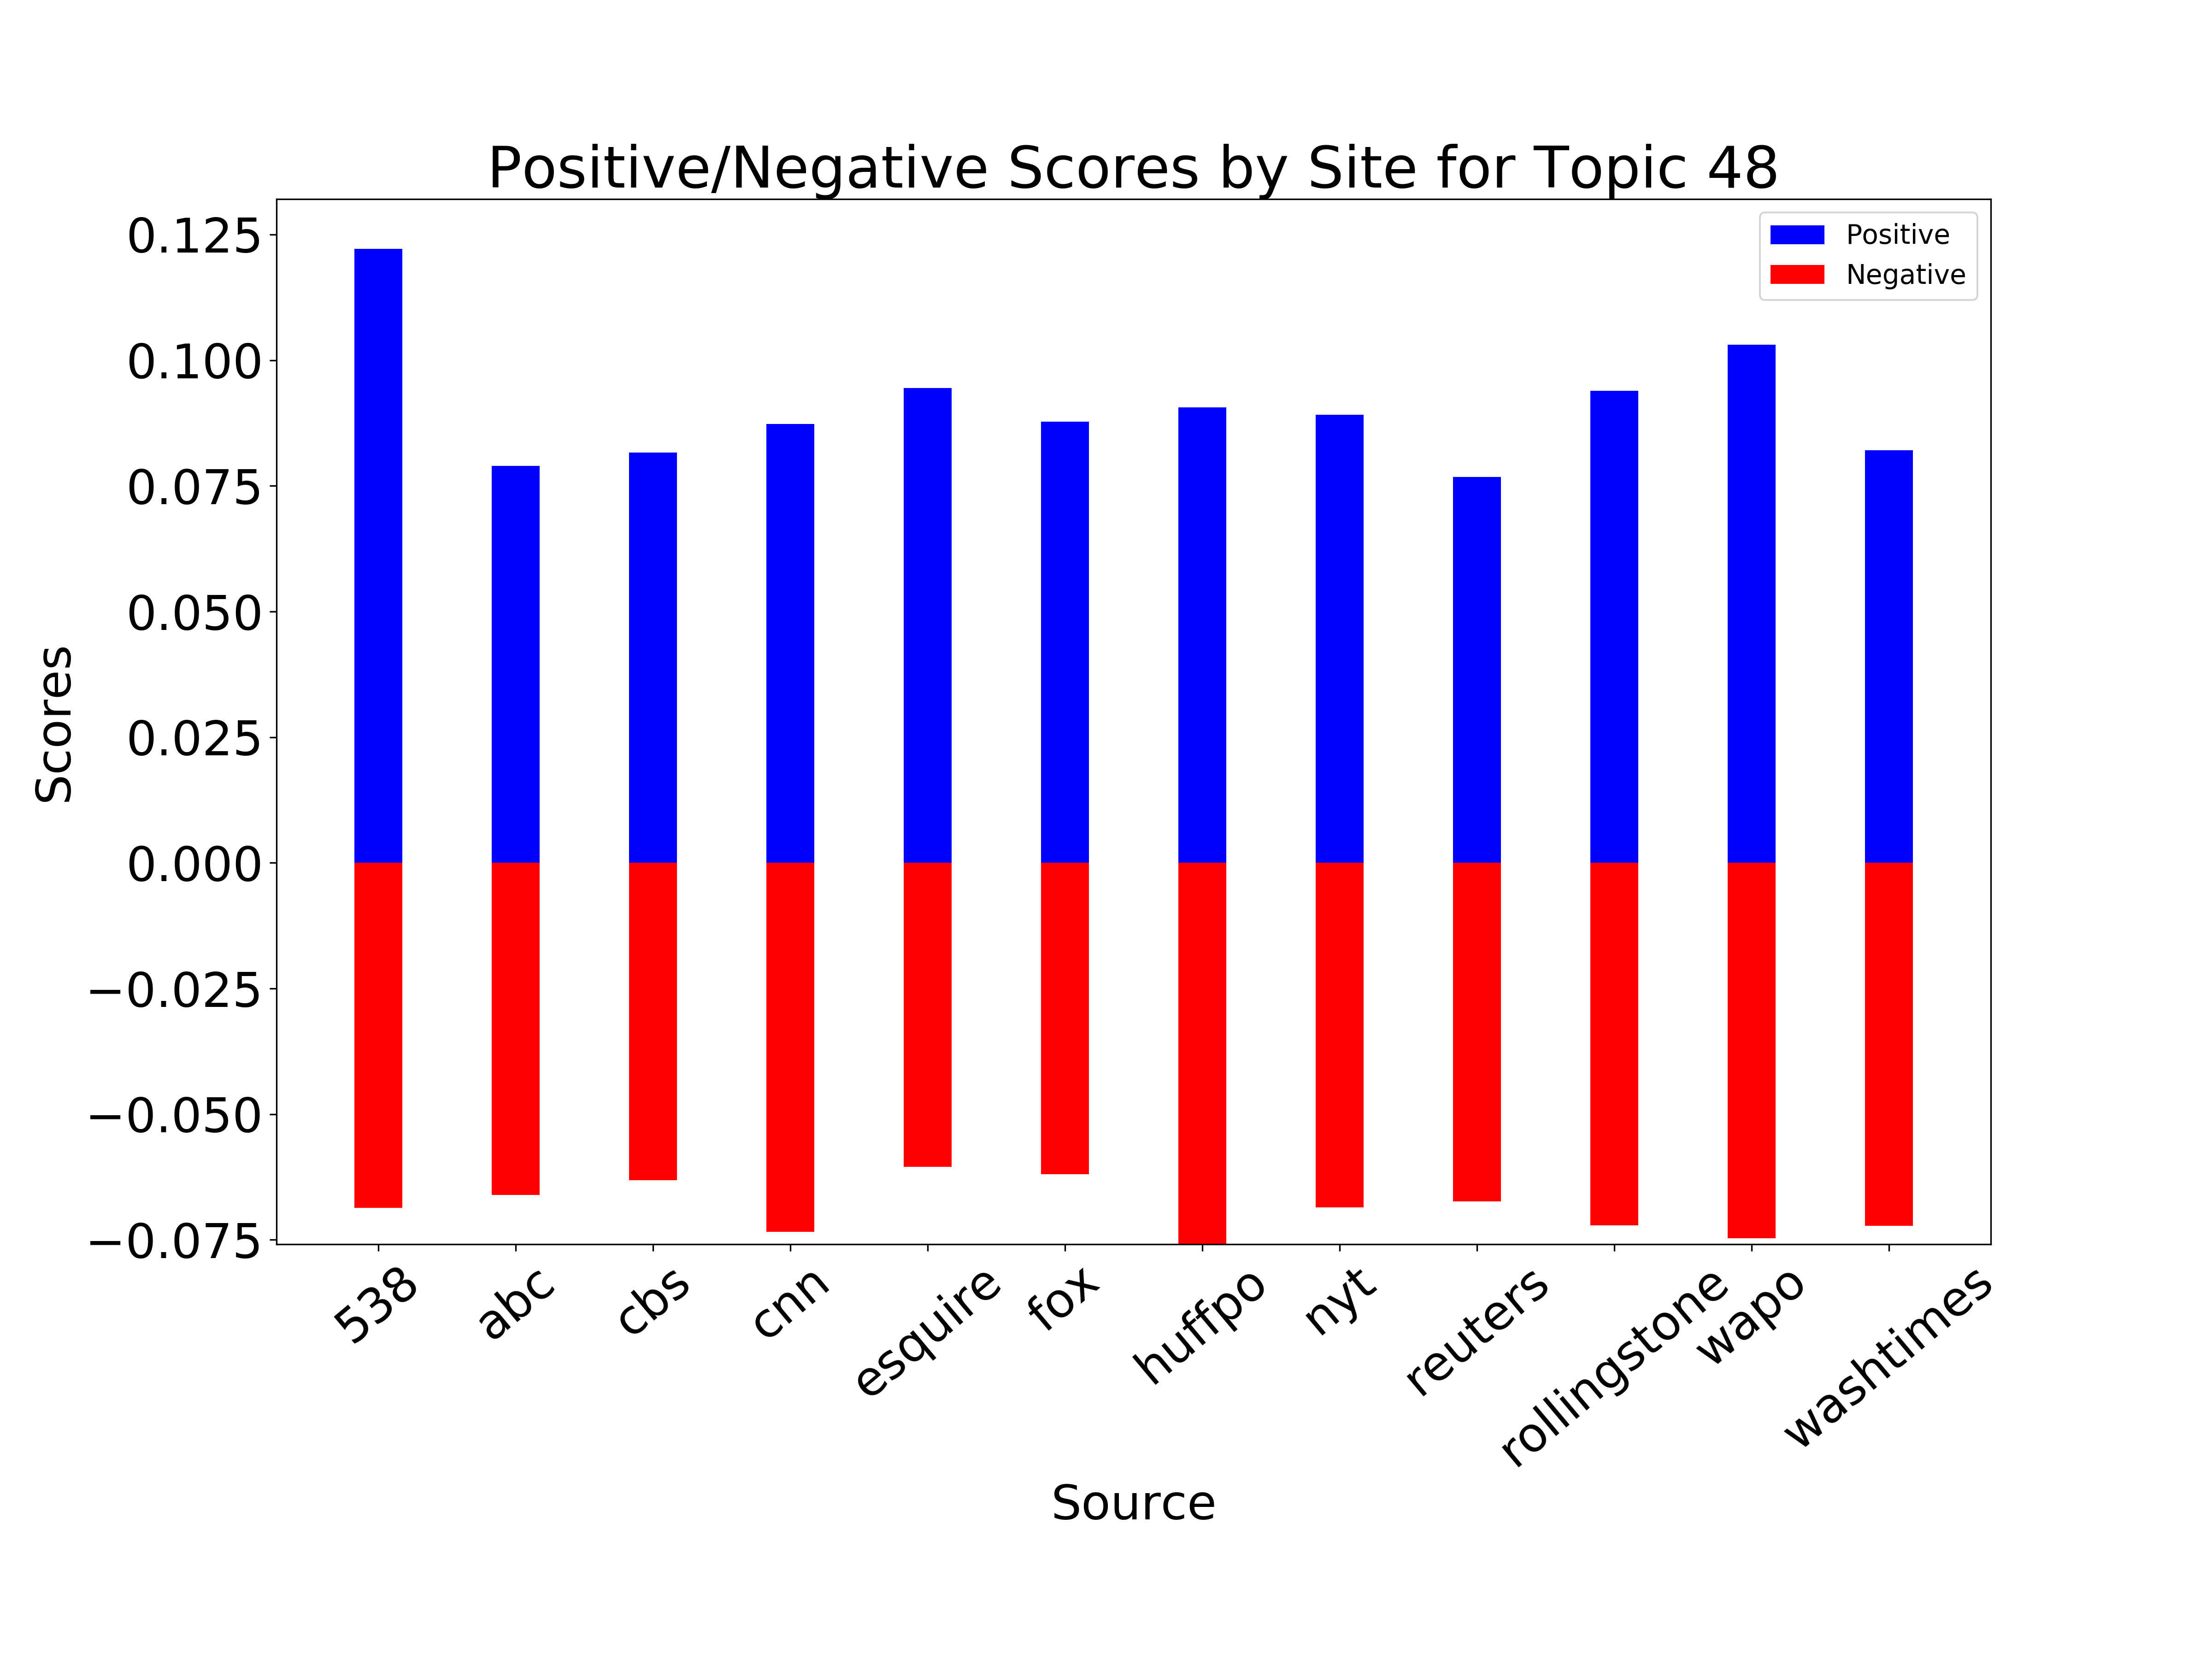 Positive/Negative Scores by Site for Topic 48
Positive
Negative
0.125
0.100
0.075
0.050
0.025
0.000
−0.025
−0.050
−0.075
Scores
538
abc
cbs
cnn
esquire
fox
huffpo
nyt
reuters
rollingstone
wapo
washtimes
Source